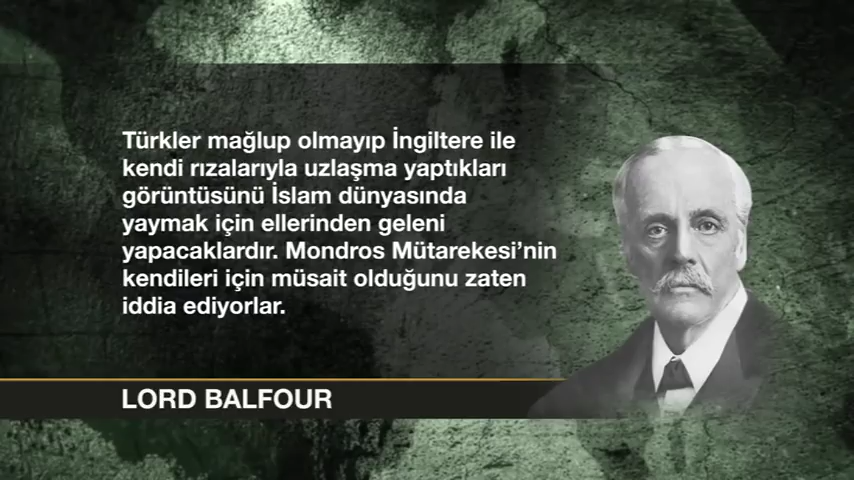 Türkler mağlup olmayıp İngiltere ile
kendi rızalarıyla uzlaşma yaptıkları
görüntüsünü İslam dünyasında
yaymak için ellerinden geleni
yapacaklardır. Mondros Mütarekesi’nin
kendileri için müsait olduğunu zaten
iddia ediyorlar.
LORD BALFOUR